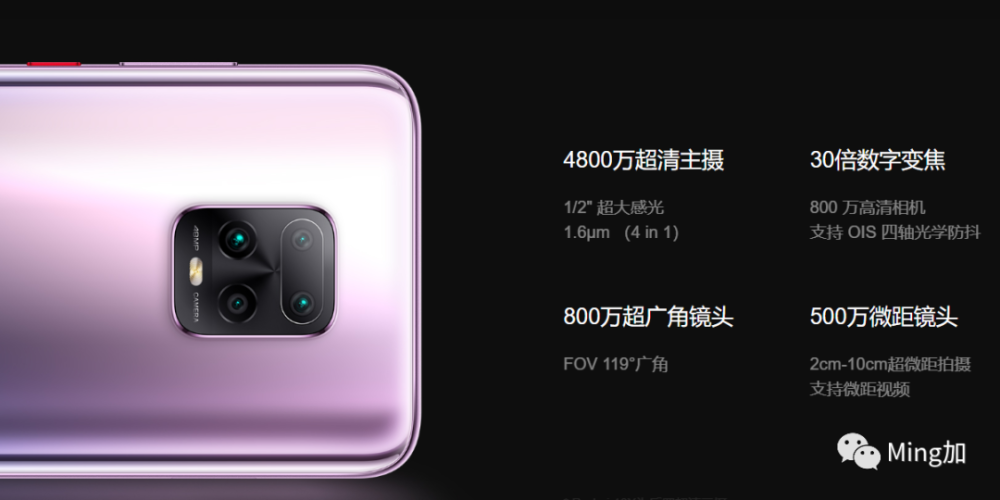 4800万超清主摄
1/2" 超大感光
1.6μm （4 in 1）
30倍数字变焦
800 万高清相机
支持 OIS 四轴光学防抖
800万超广角镜头
FOV 119°广角
500万微距镜头
2cm-10cm超微距拍摄
支持微距视频
48MP
CAMERA
Ming加